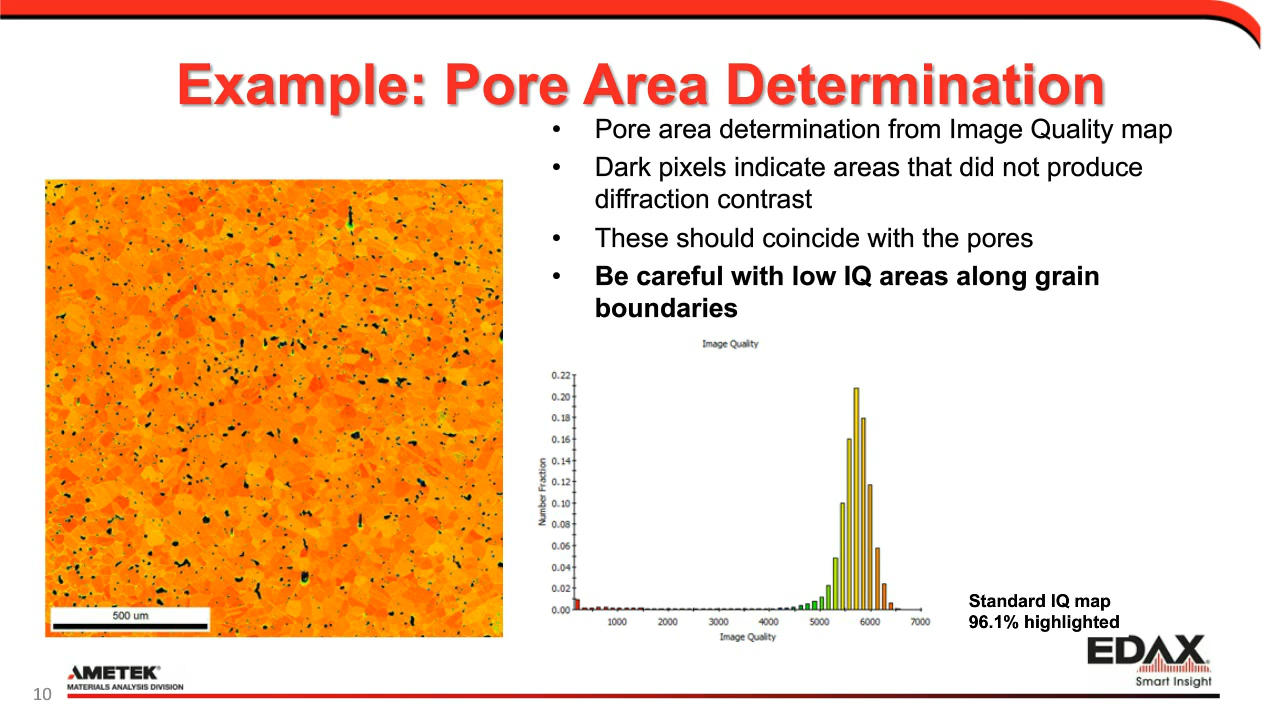 Example: Pore Area Determination
• Pore area determination from Image Quality map
• Dark pixels indicate areas that did not produce
diffraction contrast
• These should coincide with the pores
• Be careful with low IQ areas along grain
boundaries
500 um
Image Quality
Number Fraction
0.22
0.20
0.18
0.16
0.14
0.12
0.10
0.08
0.06
0.04
0.02
0.00
1000 2000 3000 4000 5000 6000 7000
Image Quality
Standard IQ map
96.1% highlighted
EDAX
Smart Insight
AMETEK®
MATERIALS ANALYSIS DIVISION
10